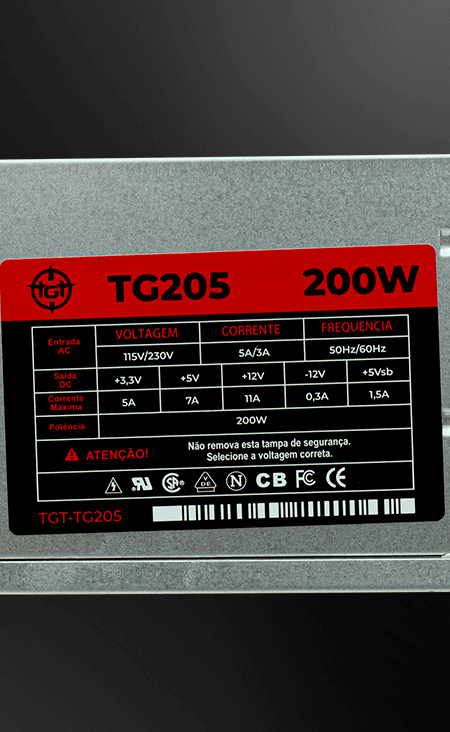 TGT TG205 200W
VOLTAGEM CORRENTE FREQUENCIA
Entrada AC 115V/230V 5A/3A 50Hz/60Hz
Saída DC +3,3V +5V +12V -12V +5Vsb
Corrente Máxima 5A 7A 11A 0,3A 1,5A
Potência 200W
ATENÇÃO! Não remova esta tampa de segurança.
Selecione a voltagem correta.
SA VDE N CB FC CE
TGT-TG205